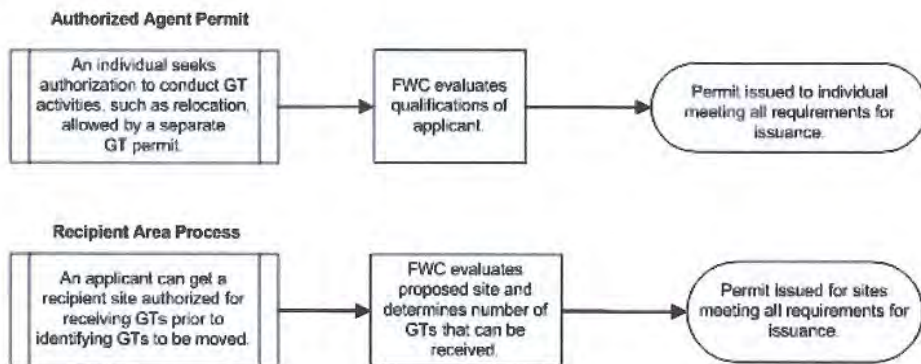 Authorized Agent Permit
An individual seeks
authorization to conduct GT
activities, such as relocation,
allowed by a separate
GT permit.
FWC evaluates
qualifications of
applicant.
Permit issued to individual
meeting all requirements for
issuance.
Recipient Area Process
An applicant can get a
recipient site authorized for
receiving GTs prior to
identifying GTs to be moved.
FWC evaluates
proposed site and
determines number of
GTs that can be
received.
Permit issued for sites
meeting all requirements for
issuance.